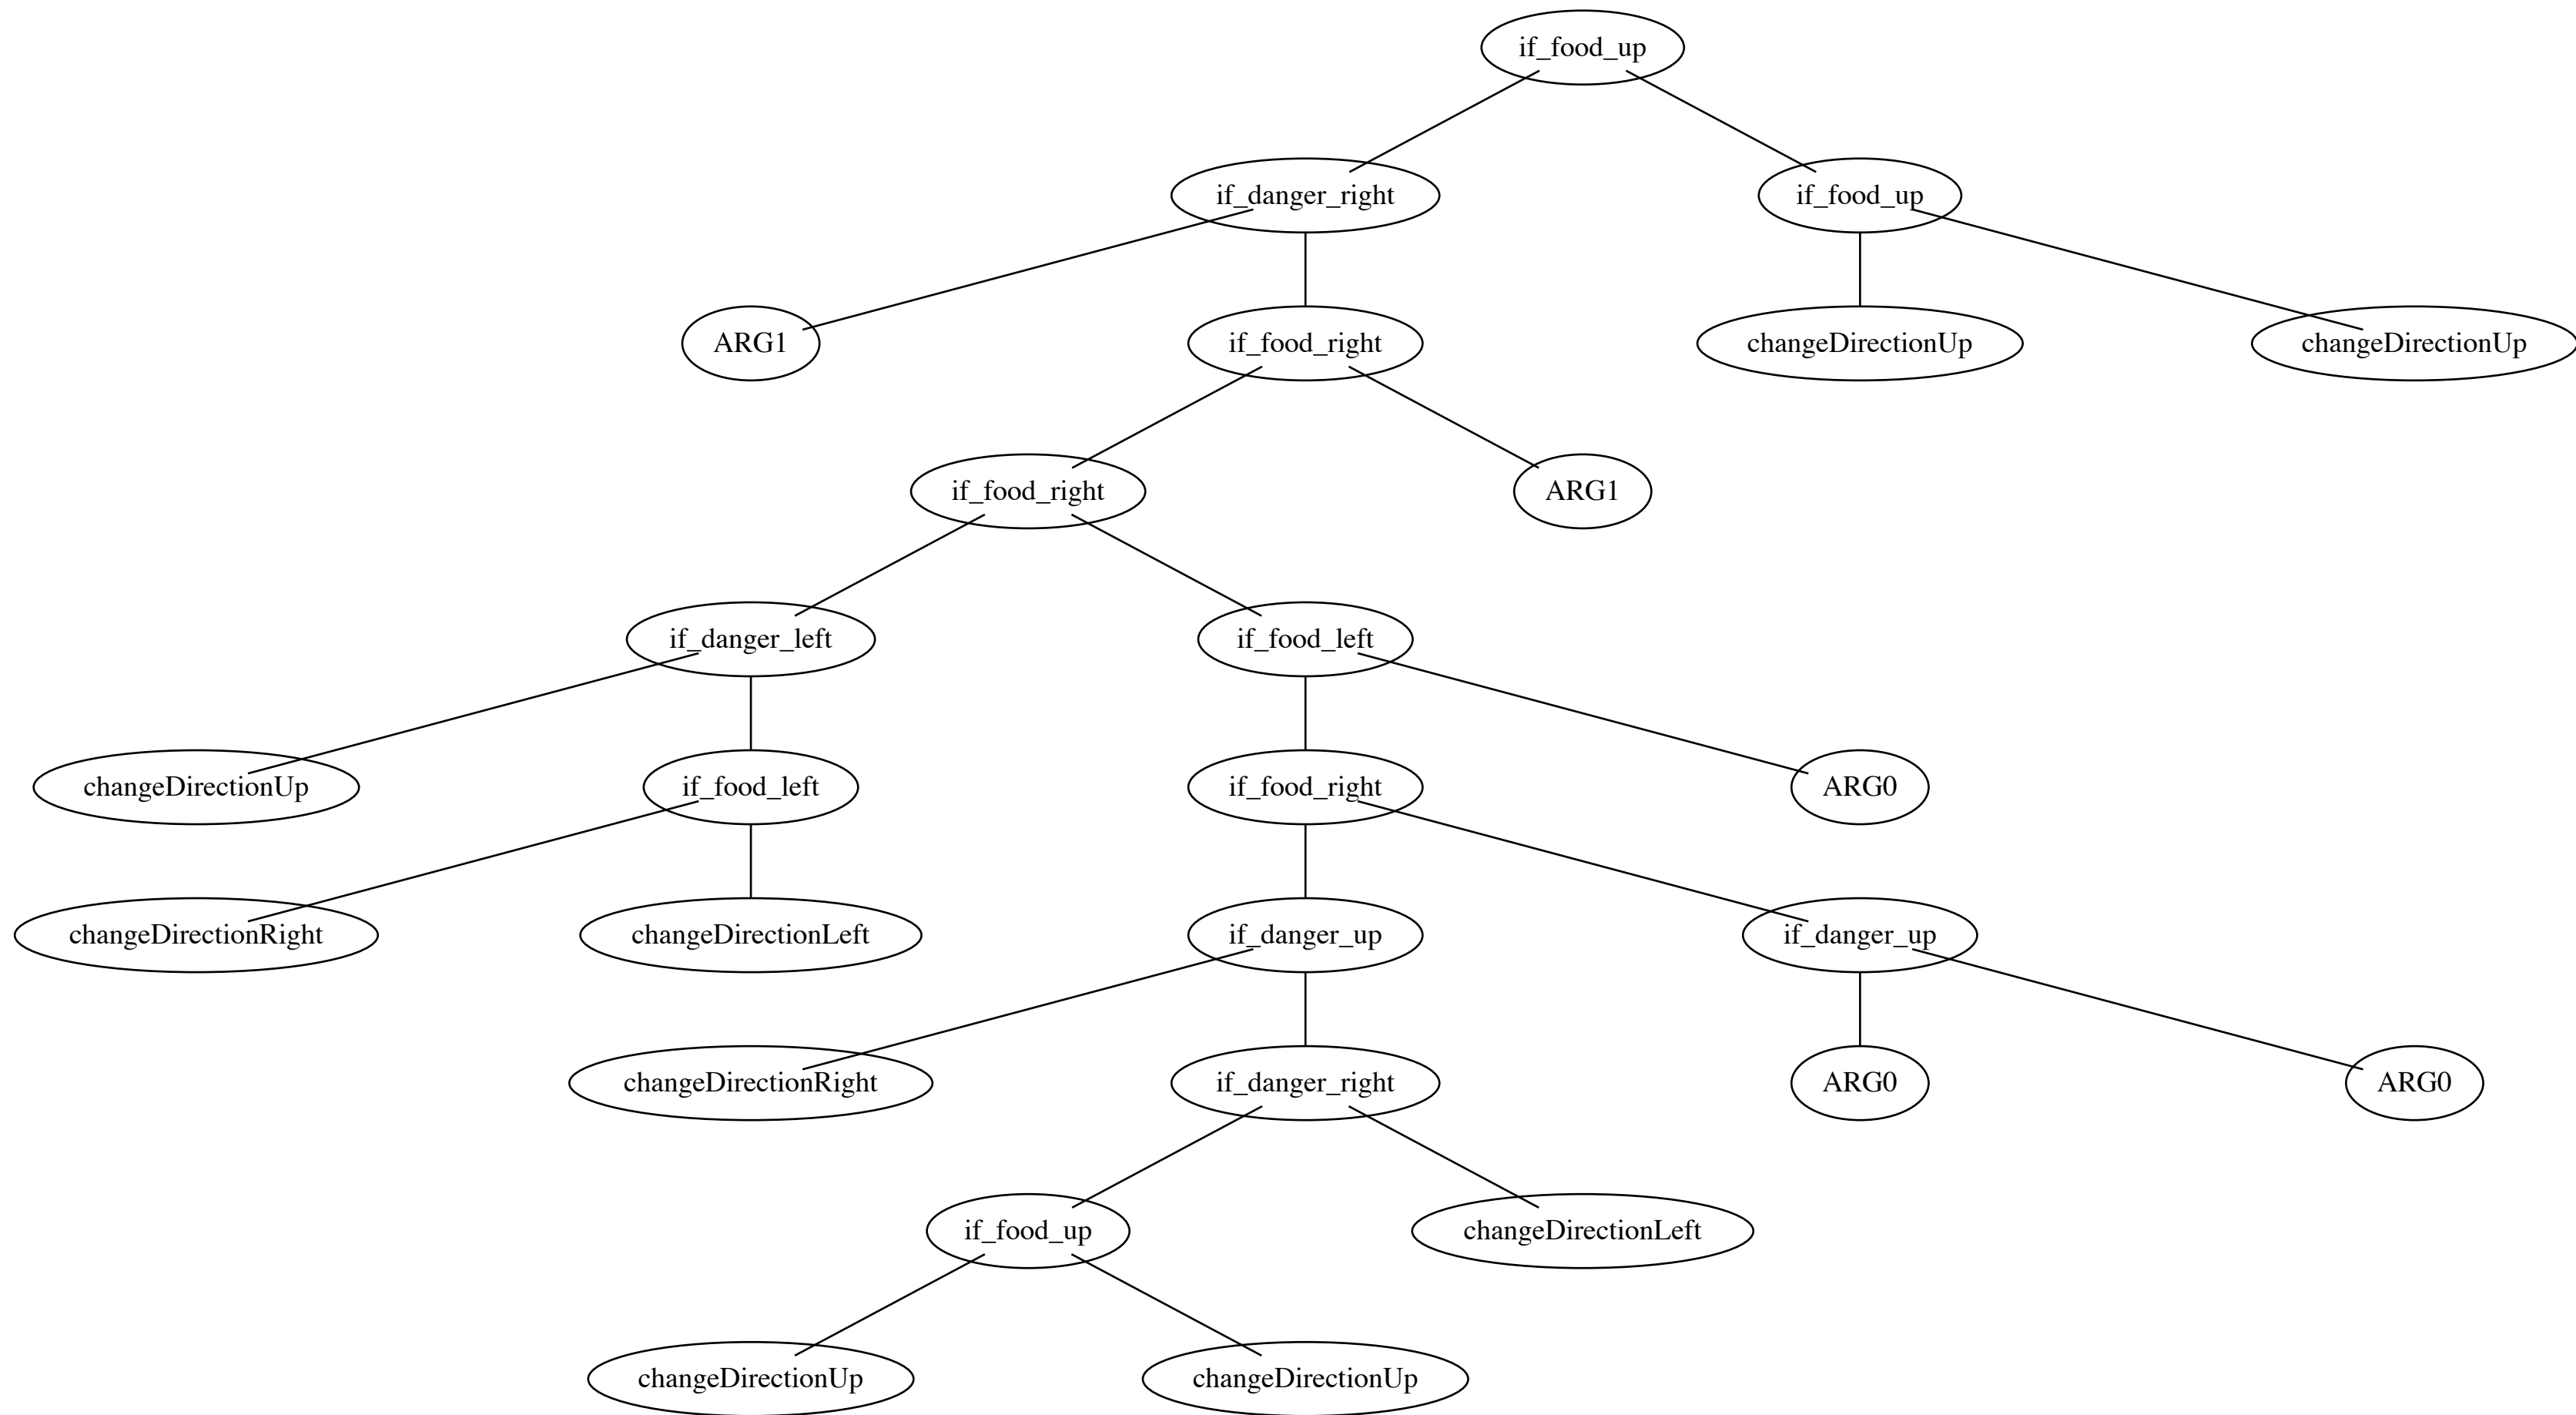 if_food_up
if_danger_right
if_food_up
ARG1
if_food_right
changeDirectionUp
changeDirectionUp
if_food_right
ARG1
if_danger_left
if_food_left
changeDirectionUp
if_food_left
if_food_right
ARG0
changeDirectionRight
changeDirectionLeft
if_danger_up
if_danger_up
changeDirectionRight
if_danger_right
ARG0
ARG0
if_food_up
changeDirectionLeft
changeDirectionUp
changeDirectionUp